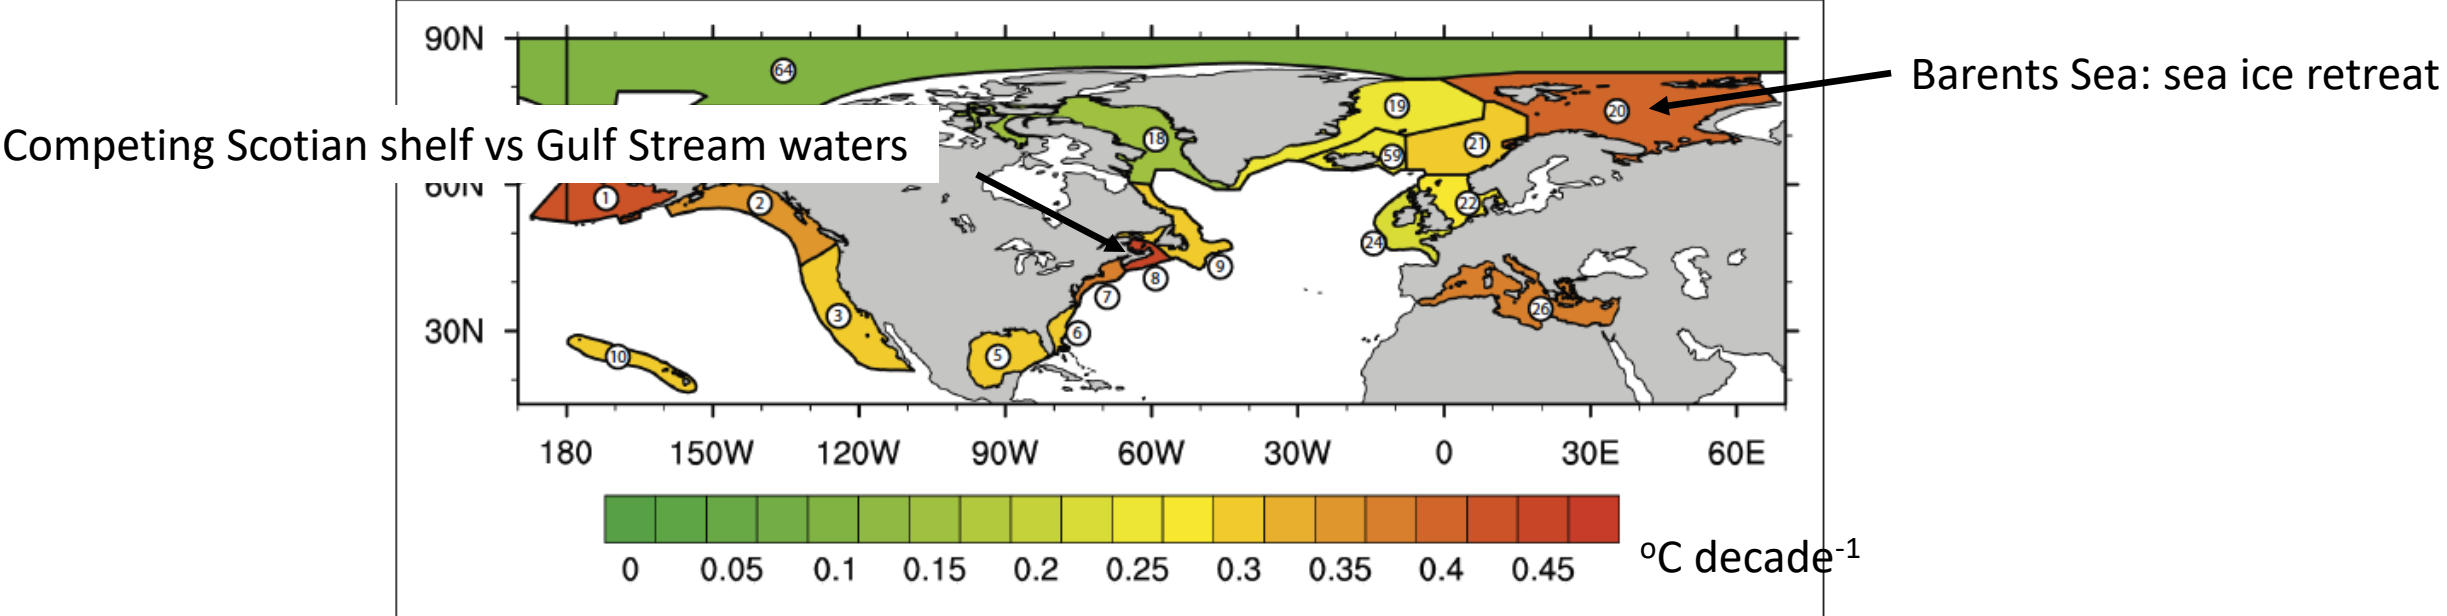 90N
64
Barents Sea: sea ice retreat
19
20
Competing Scotian shelf vs Gulf Stream waters
18
21
59
60N
1
2
22
24
9
8
7
26
3
30N
6
10
5
180 150W 120W 90W 60W 30W 0 30E 60E
0 0.05 0.1 0.15 0.2 0.25 0.3 0.35 0.4 0.45
ᵒC decade⁻¹